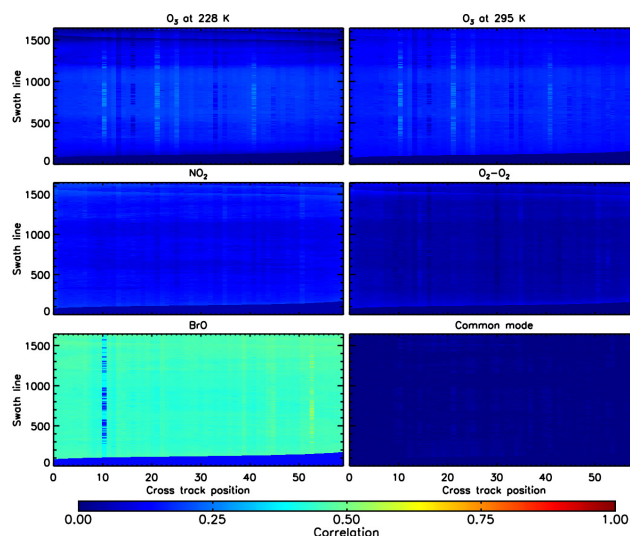 O3 at 228 K
O3 at 295 K
1500
1000
500
0
Swath line
NO2
O2-O2
1500
1000
500
0
Swath line
BrO
Common mode
1500
1000
500
0
Swath line
0 10 20 30 40 50
Cross track position
0 10 20 30 40 50
Cross track position
0.00 0.25 0.50 0.75 1.00
Correlation